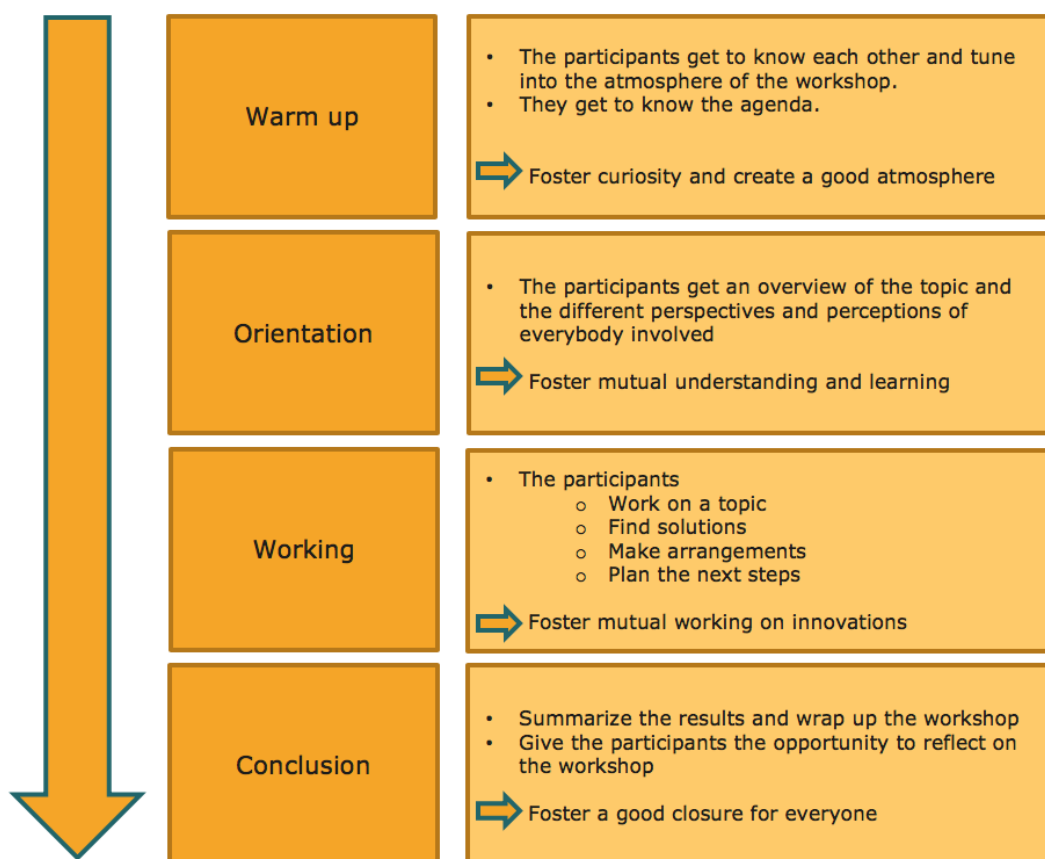 Warm up
• The participants get to know each other and tune
into the atmosphere of the workshop.
• They get to know the agenda.
Foster curiosity and create a good atmosphere
Orientation
• The participants get an overview of the topic and
the different perspectives and perceptions of
everybody involved
Foster mutual understanding and learning
Working
• The participants
o Work on a topic
o Find solutions
o Make arrangements
o Plan the next steps
Foster mutual working on innovations
Conclusion
• Summarize the results and wrap up the workshop
• Give the participants the opportunity to reflect on
the workshop
Foster a good closure for everyone